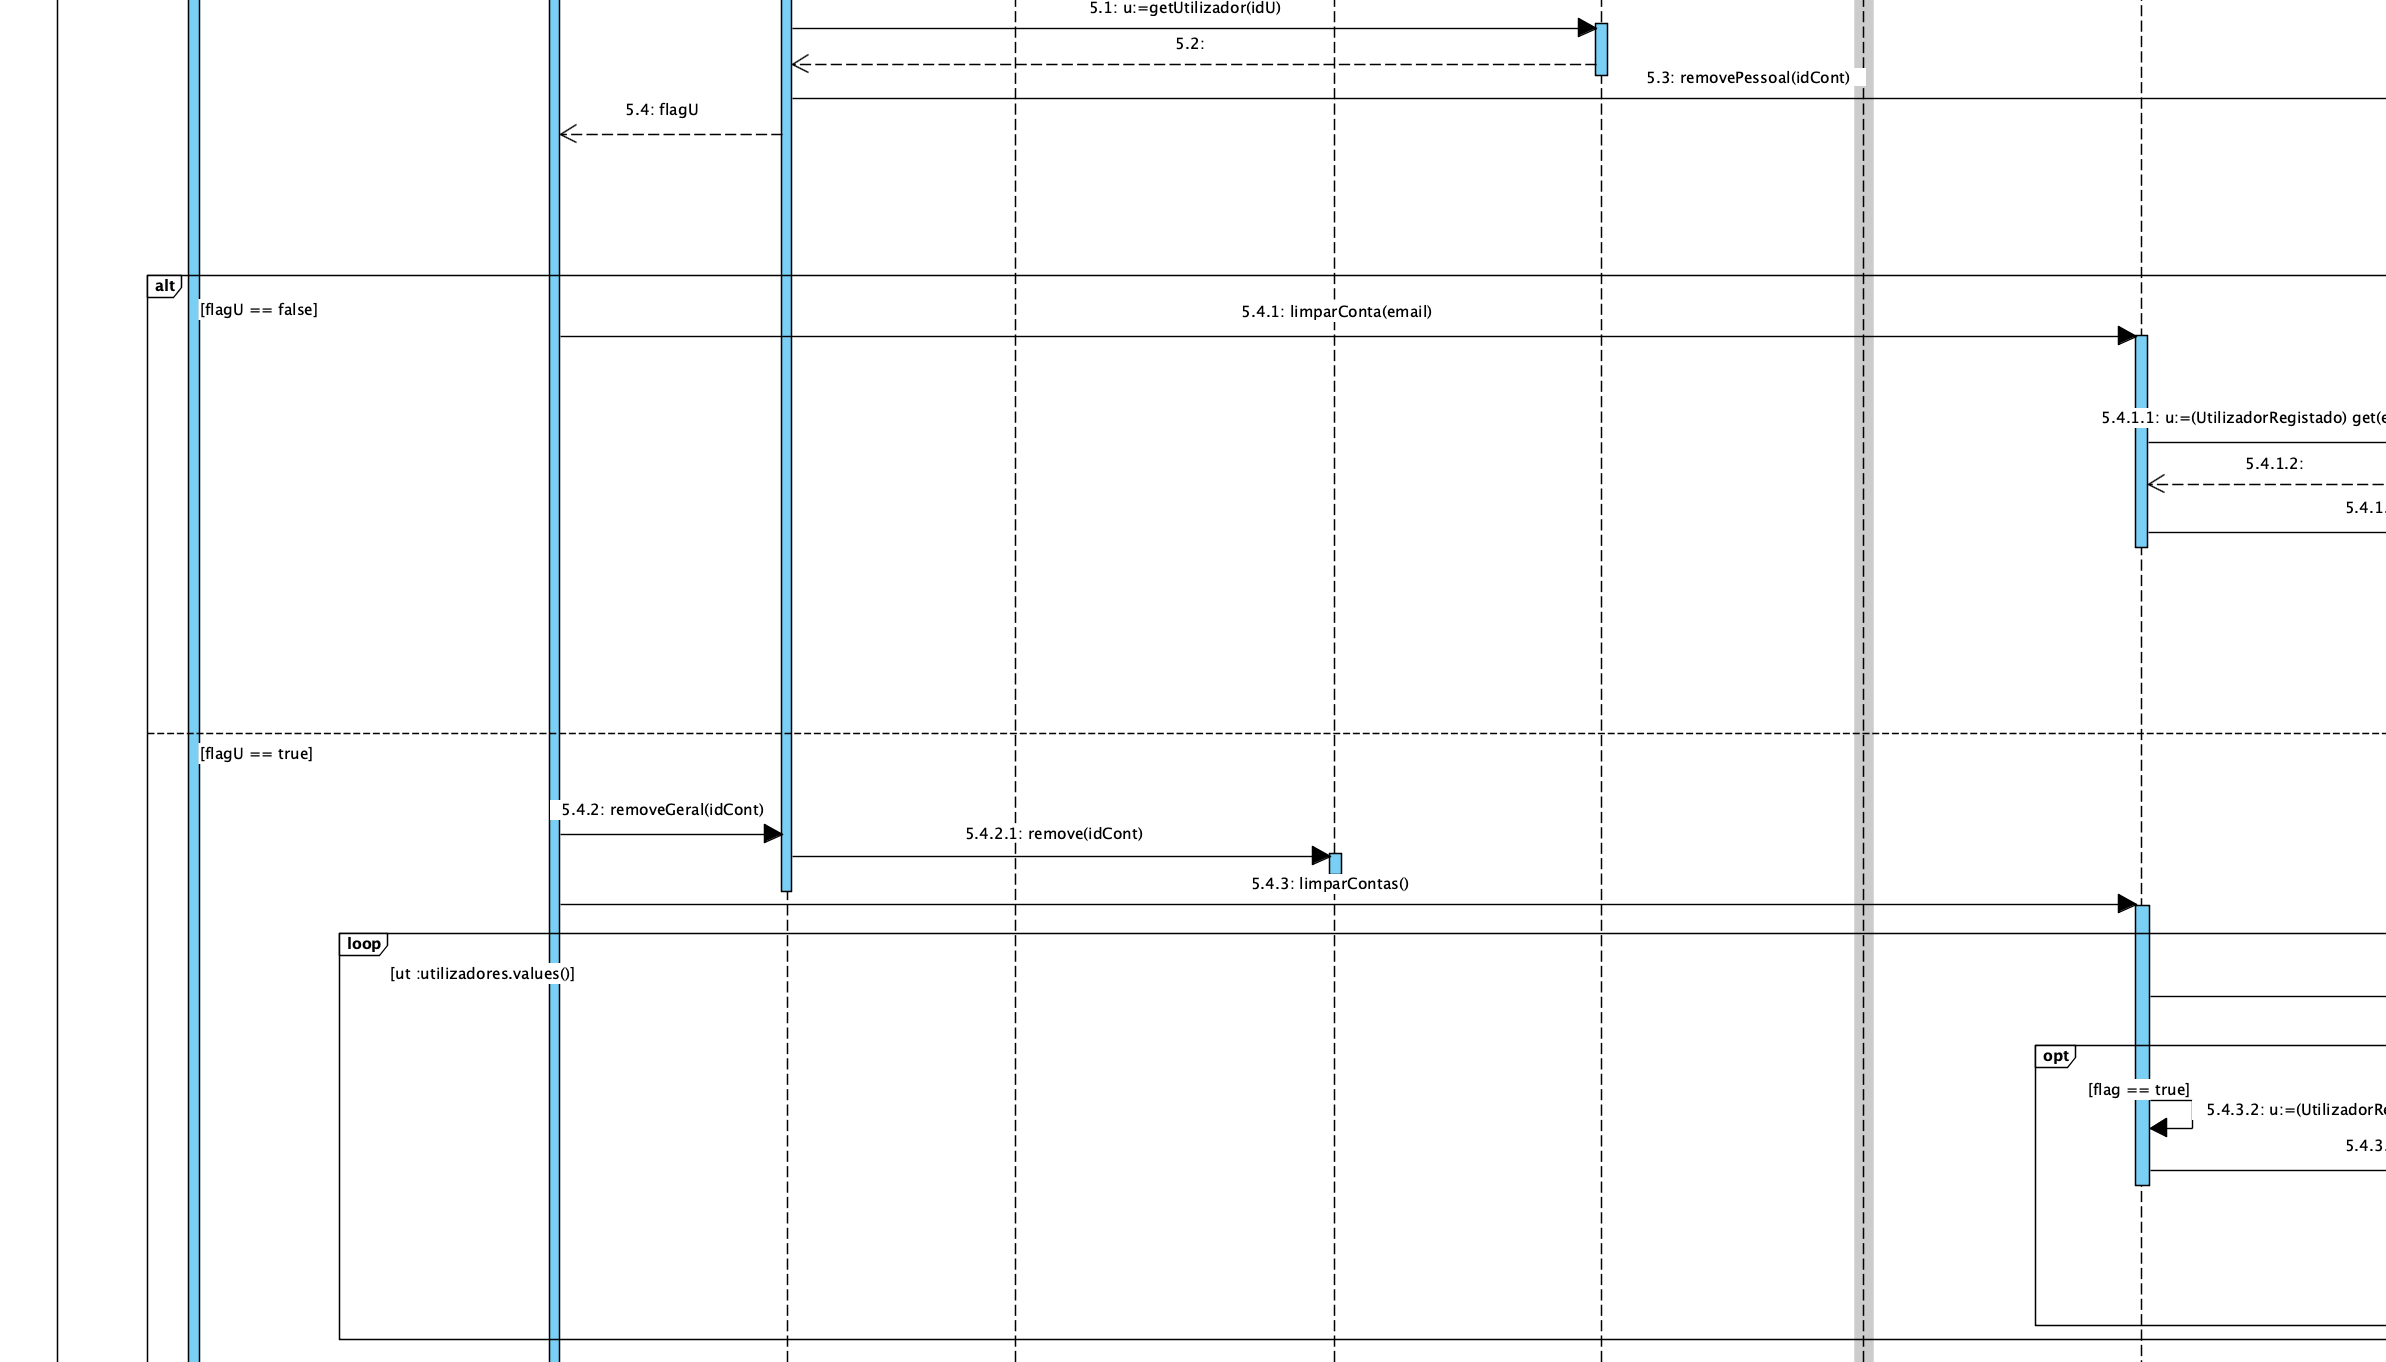 5.1: u:=getUtilizador(idU)
5.2:
5.3: removePessoal(idCont)
5.4: flagU
alt
[flagU == false]
5.4.1: limparConta(email)
5.4.1.1: u:=(UtilizadorRegistado) get(e
5.4.1.2:
5.4.1.
[flagU == true]
5.4.2: removeGeral(idCont)
5.4.2.1: remove(idCont)
5.4.3: limparContas()
loop
[ut :utilizadores.values()]
opt
[flag == true]
5.4.3.2: u:=(UtilizadorRe
5.4.3.